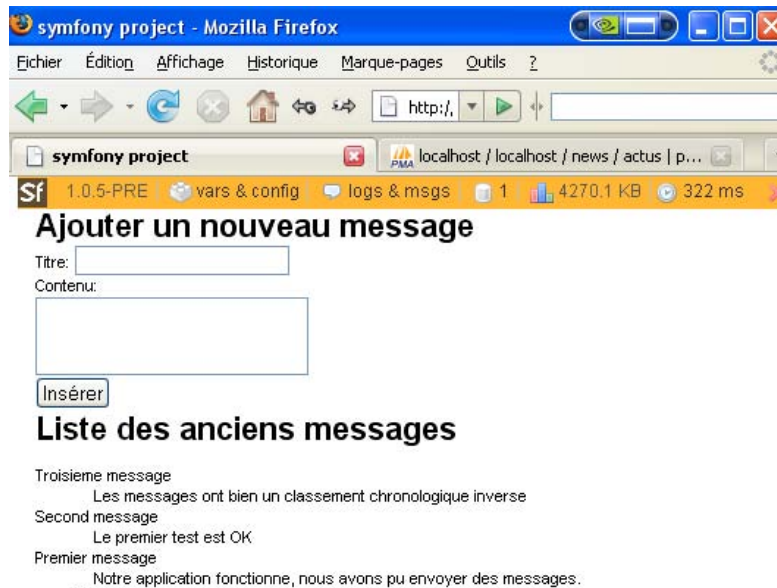 symfony project - Mozilla Firefox
Fichier Édition Affichage Historique Marque-pages Outils ?
http:/,
symfony project PMA localhost / localhost / news / actus | p...
Sf 1.0.5-PRE vars & config logs & msgs 1 4270.1 KB 322 ms
Ajouter un nouveau message
Titre:
Contenu:
Insérer
Liste des anciens messages
Troisieme message
Les messages ont bien un classement chronologique inverse
Second message
Le premier test est OK
Premier message
Notre application fonctionne, nous avons pu envoyer des messages.